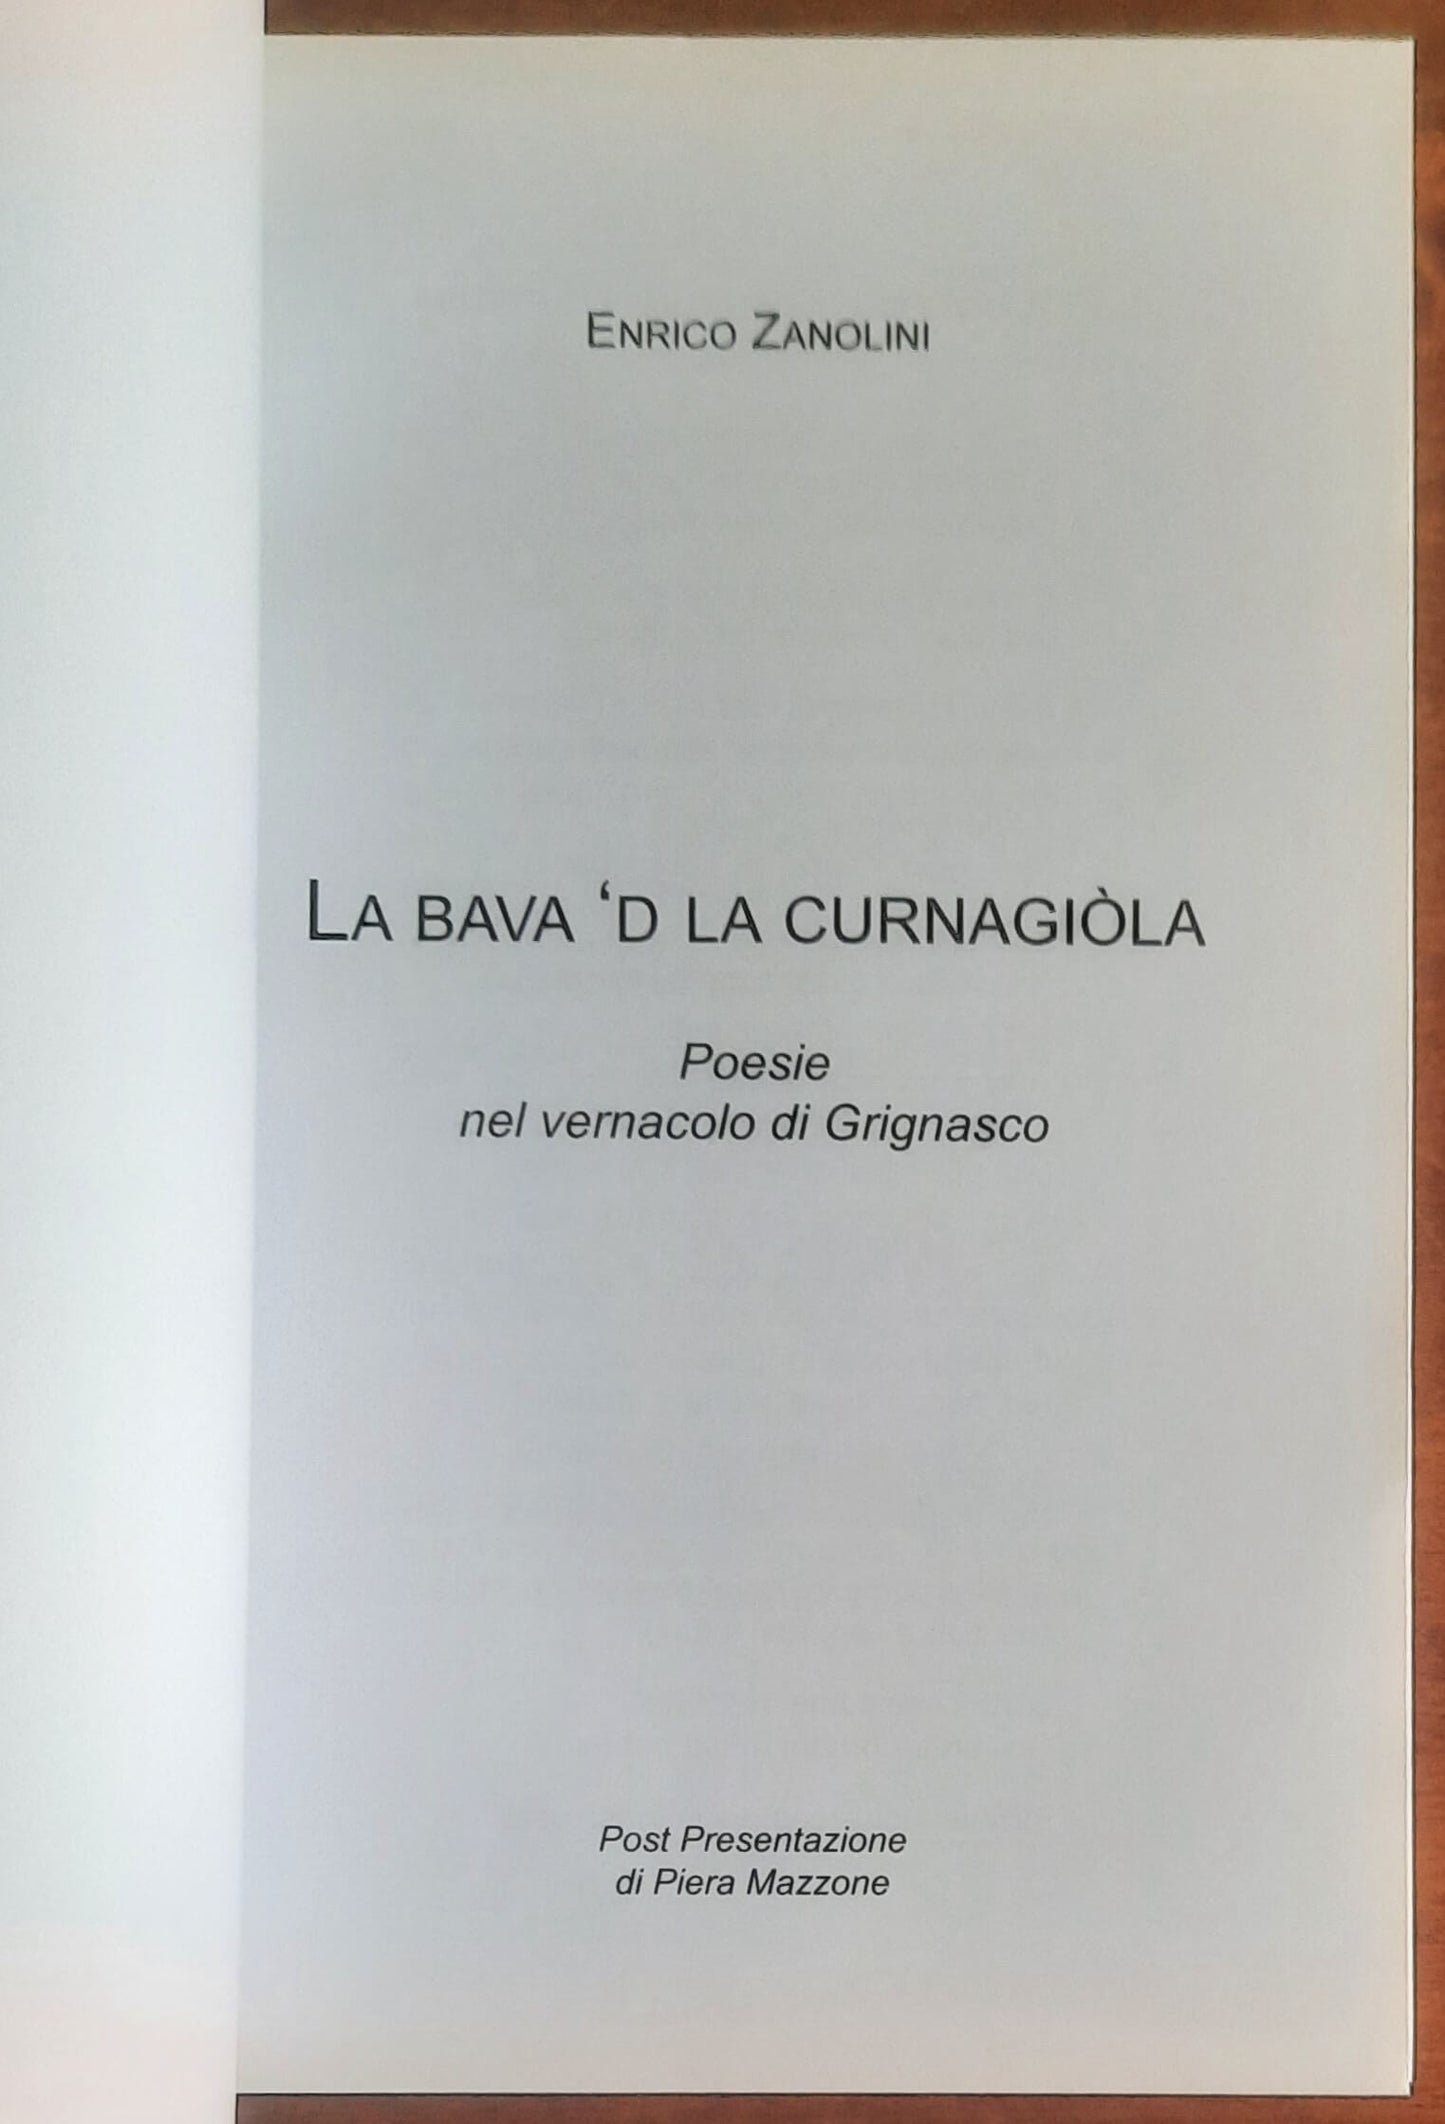 ENRICO ZANOLINI
LA BAVA ‘D LA CURNAGIÒLA
Poesie
nel vernacolo di Grignasco
Post Presentazione
di Piera Mazzone